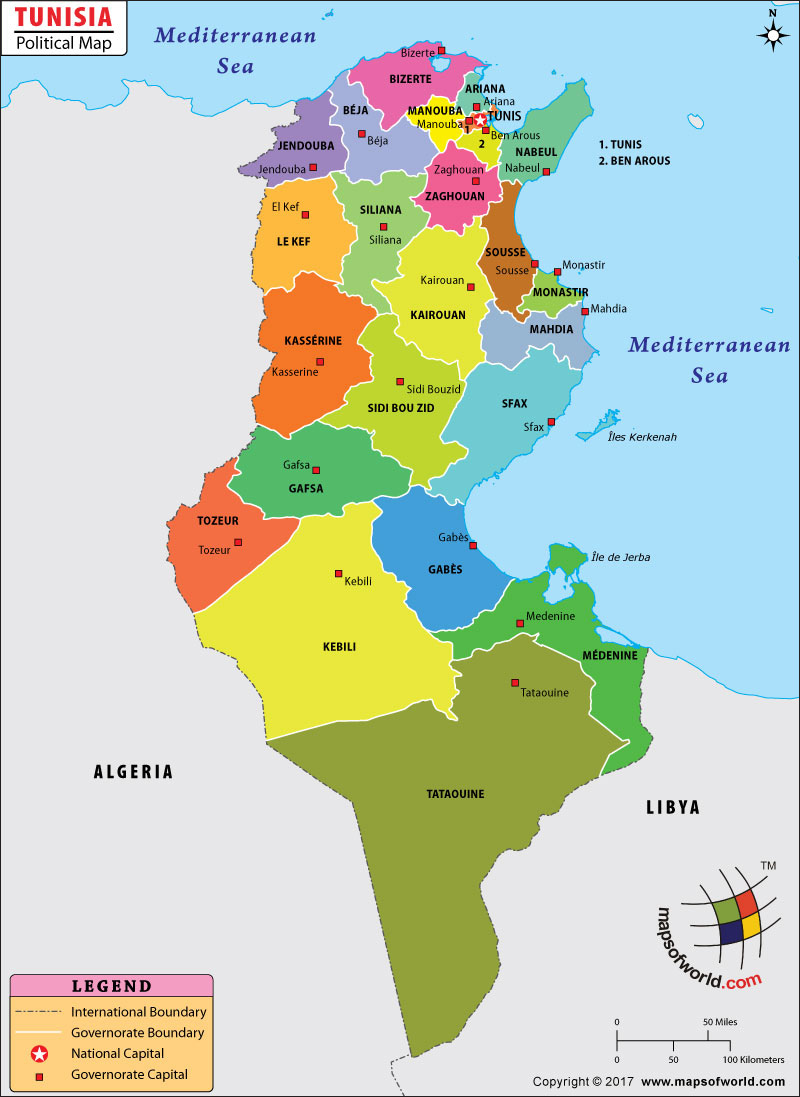 TUNISIA
Political Map
Mediterranean
Sea
N
Bizerte
BIZERTE
ARIANA
Ariana
MANOUBA
TUNIS
Manouba
1
Ben Arous
2
BÉJA
Béja
NABEUL
Nabeul
1. TUNIS
2. BEN AROUS
JENDOUBA
Jendouba
Zaghouan
ZAGHOUAN
El Kef
LE KEF
SILIANA
Siliana
SOUSSE
Sousse
Monastir
MONASTIR
Kairouan
KAIROUAN
Mahdia
MAHDIA
Mediterranean
Sea
KASSÉRINE
Kasserine
Sidi Bouzid
SIDI BOU ZID
SFAX
Sfax
Îles Kerkenah
Gafsa
GAFSA
TOZEUR
Tozeur
Gabès
GABÈS
Île de Jerba
Kebili
KEBILI
Medenine
MÉDENINE
Tataouine
TATAOUINE
ALGERIA
LIBYA
TM
mapsofworld.com
LEGEND
International Boundary
Governorate Boundary
National Capital
Governorate Capital
0 50 Miles
0 50 100 Kilometers
Copyright © 2017 www.mapsofworld.com